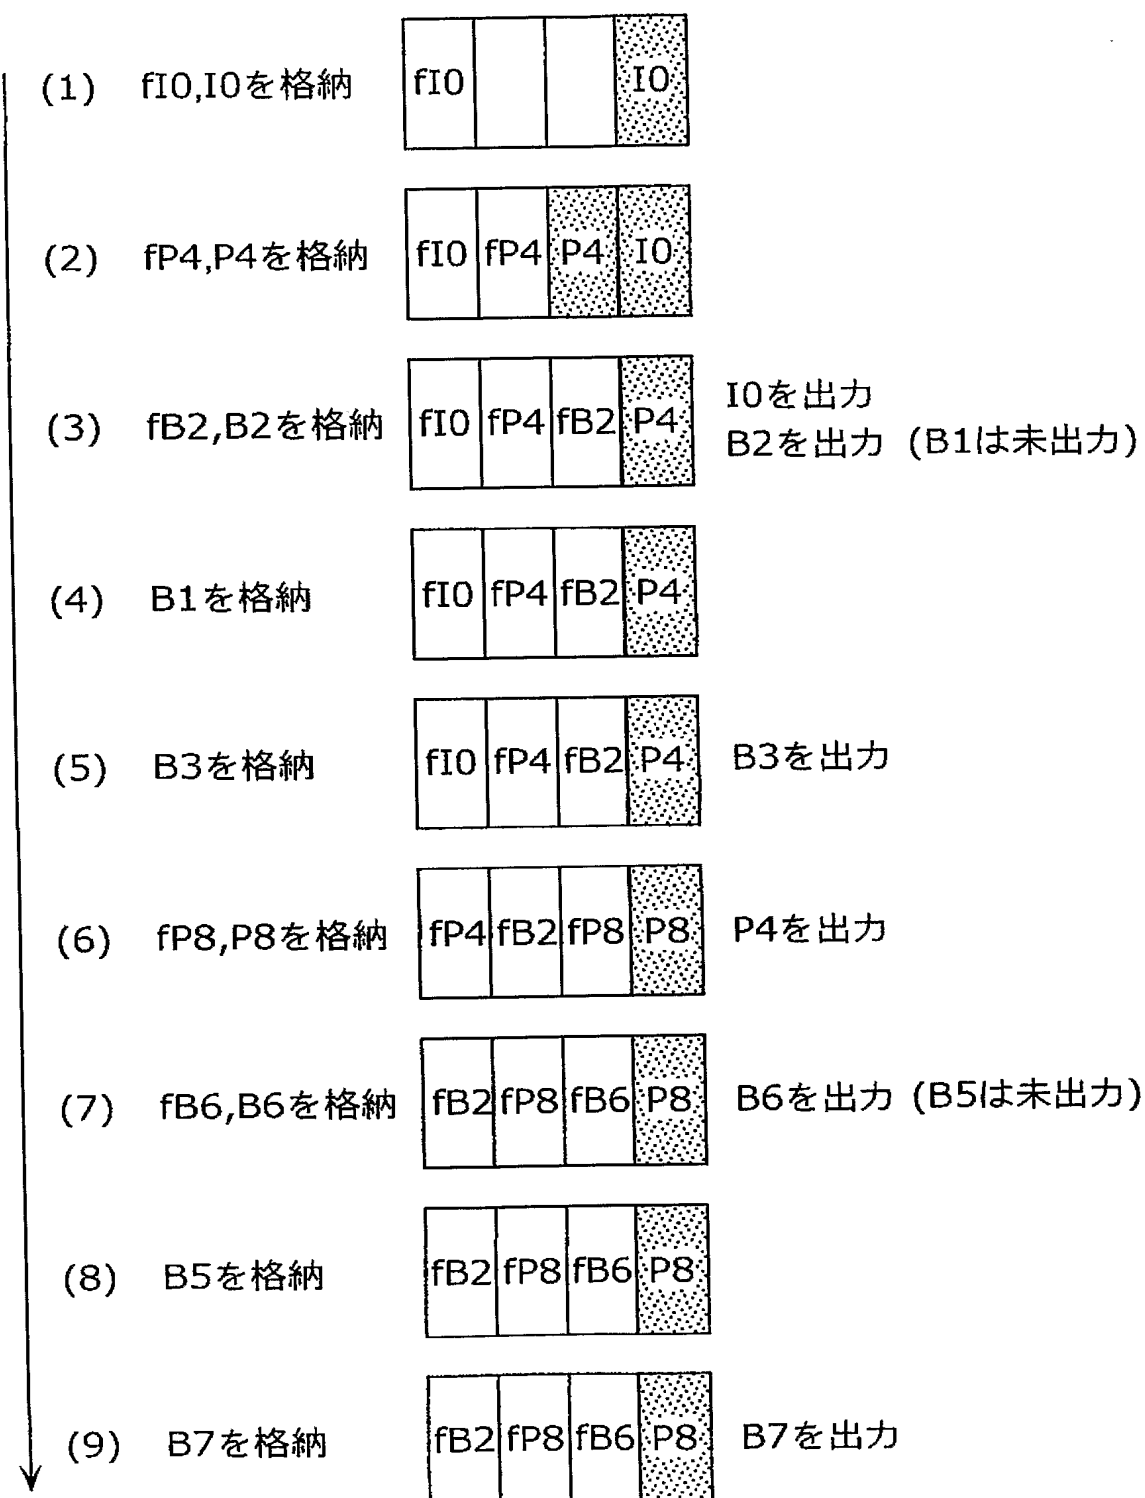 (1) fI0,I0を格納 fI0 I0
(2) fP4,P4を格納 fI0 fP4 P4 I0
(3) fB2,B2を格納 fI0 fP4 fB2 P4 I0を出力
B2を出力 (B1は未出力)
(4) B1を格納 fI0 fP4 fB2 P4
(5) B3を格納 fI0 fP4 fB2 P4 B3を出力
(6) fP8,P8を格納 fP4 fB2 fP8 P8 P4を出力
(7) fB6,B6を格納 fB2 fP8 fB6 P8 B6を出力 (B5は未出力)
(8) B5を格納 fB2 fP8 fB6 P8
(9) B7を格納 fB2 fP8 fB6 P8 B7を出力